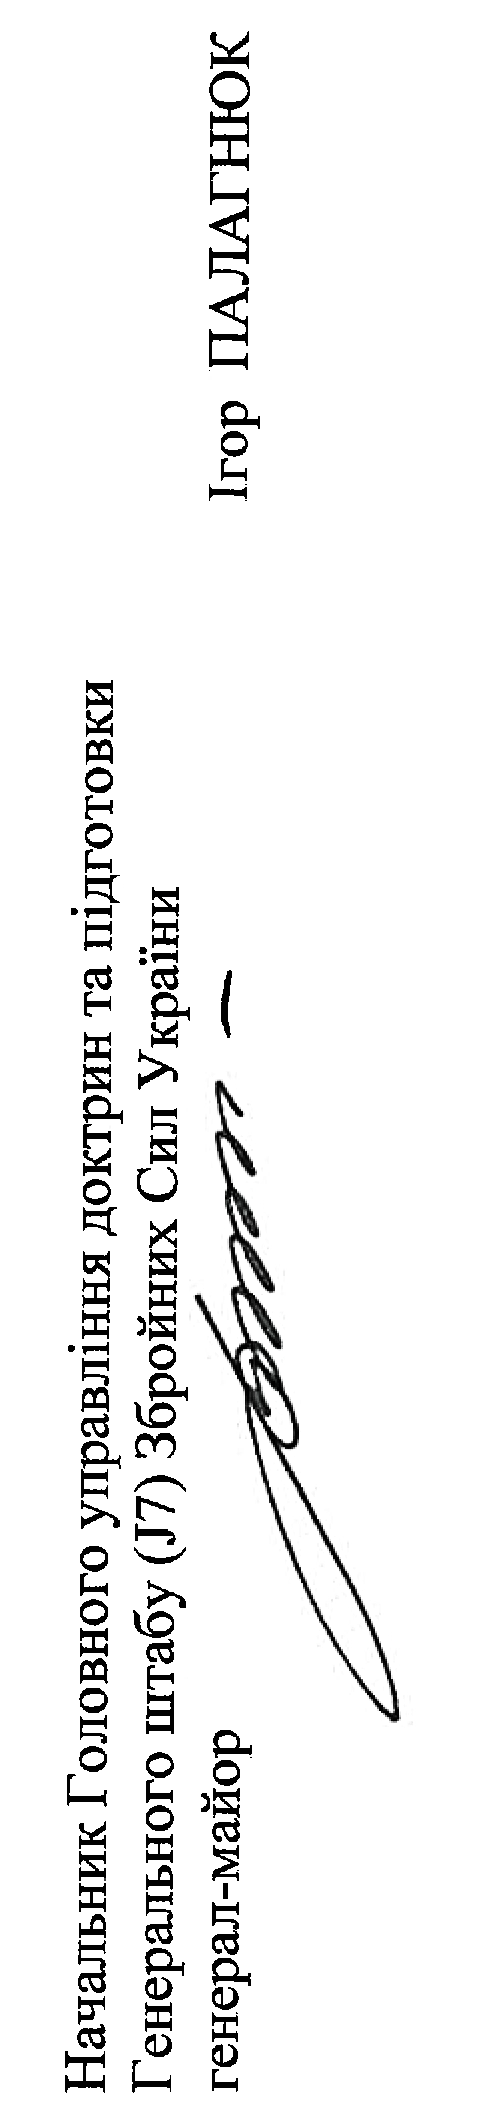 Начальник Головного управління доктрин та підготовки
Генерального штабу (J7) Збройних Сил України
генерал-майор Ігор ПАЛАГНЮК